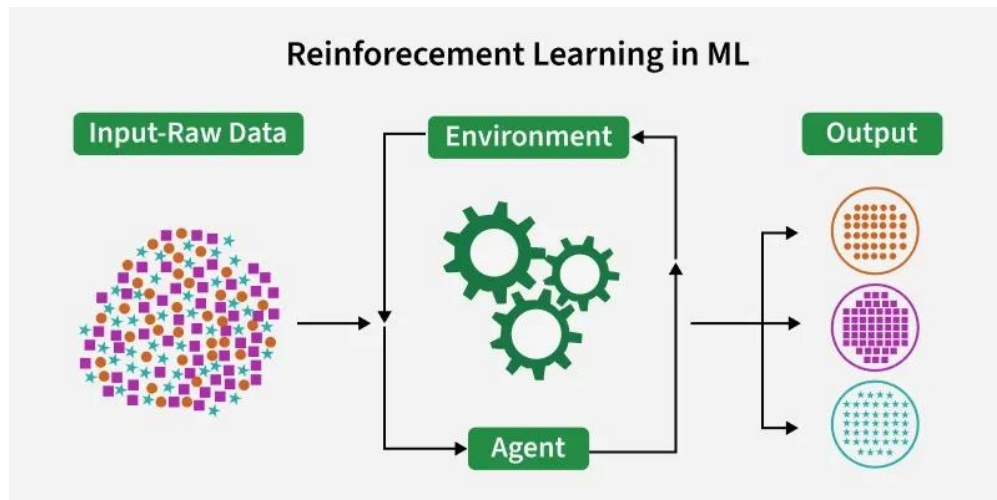 Reinforecement Learning in ML
Input-Raw Data
Environment
Output
Agent